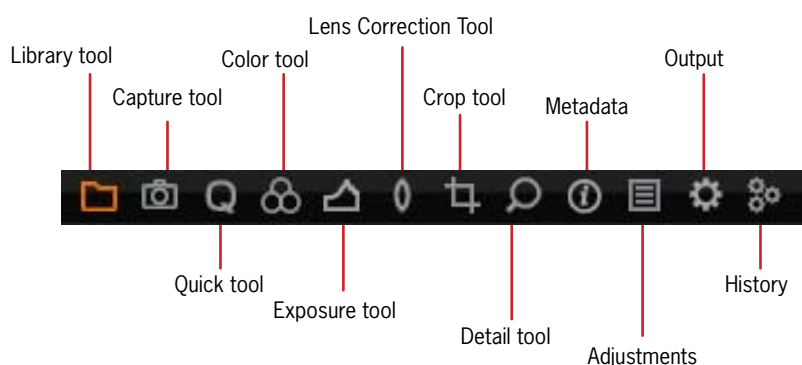 Lens Correction Tool
Library tool
Color tool
Output
Capture tool
Crop tool
Metadata
Q
Quick tool
Exposure tool
History
Detail tool
Adjustments